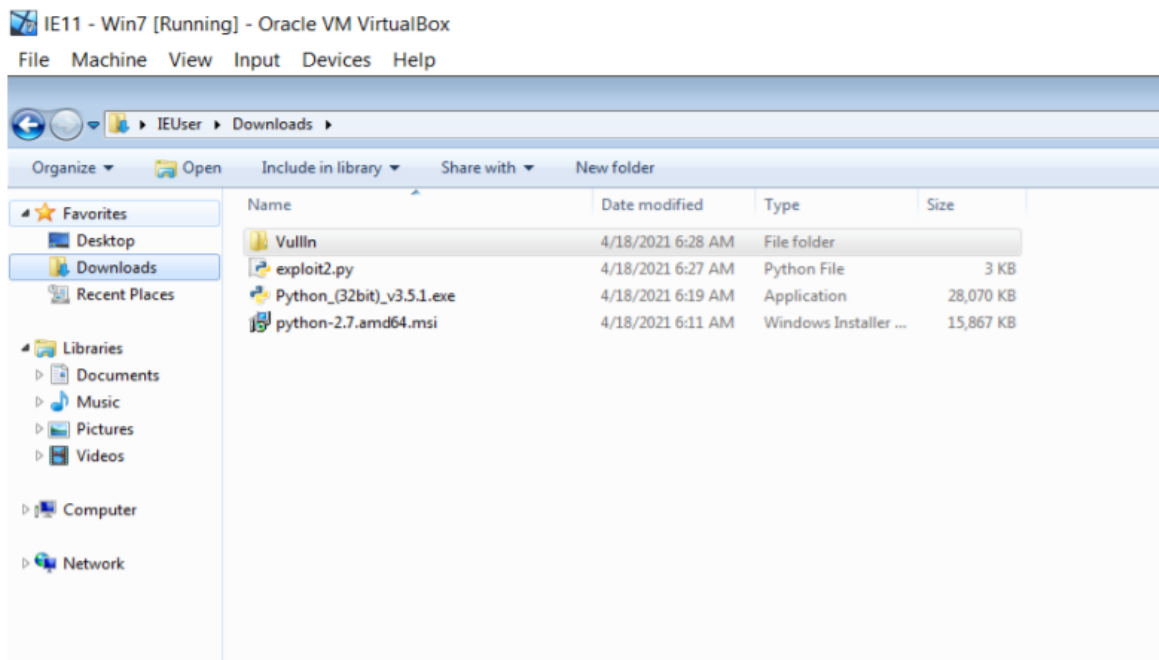 IE11 - Win7 [Running] - Oracle VM VirtualBox
File Machine View Input Devices Help
IEUser Downloads
Organize Open Include in library Share with New folder
Name Date modified Type Size
Favorites
Desktop
Downloads
Recent Places
Libraries
Documents
Music
Pictures
Videos
Computer
Network
Vullln 4/18/2021 6:28 AM File folder
exploit2.py 4/18/2021 6:27 AM Python File 3 KB
Python_(32bit)_v3.5.1.exe 4/18/2021 6:19 AM Application 28,070 KB
python-2.7.amd64.msi 4/18/2021 6:11 AM Windows Installer ... 15,867 KB